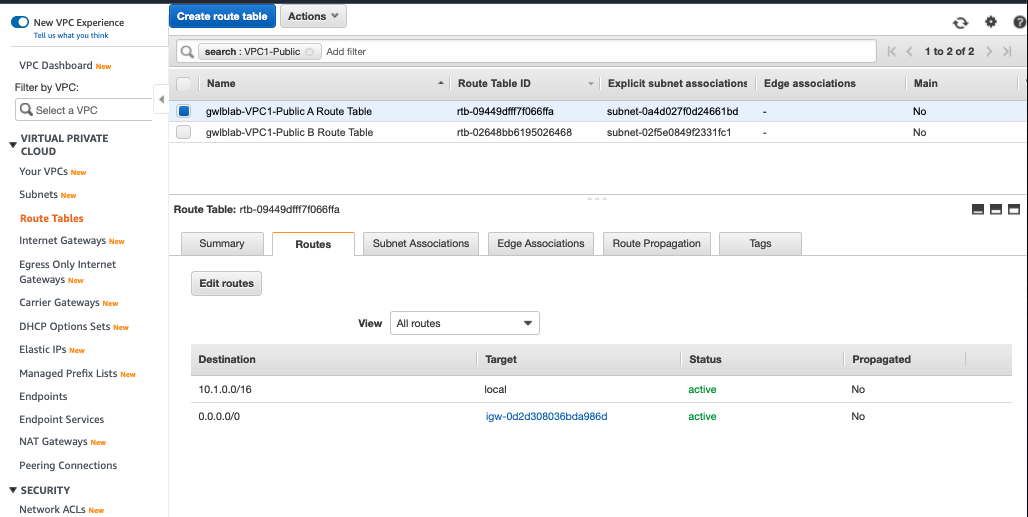 New VPC Experience
Tell us what you think
VPC Dashboard New
Filter by VPC:
Select a VPC
VIRTUAL PRIVATE
CLOUD
Your VPCs New
Subnets New
Route Tables
Internet Gateways New
Egress Only Internet
Gateways New
Carrier Gateways New
DHCP Options Sets New
Elastic IPs New
Managed Prefix Lists New
Endpoints
Endpoint Services
NAT Gateways New
Peering Connections
SECURITY
Network ACLs New
Create route table Actions
search : VPC1-Public Add filter 1 to 2 of 2
Name Route Table ID Explicit subnet associations Edge associations Main
gwlblab-VPC1-Public A Route Table rtb-09449dfff7f066ffa subnet-0a4d027f0d24661bd - No
gwlblab-VPC1-Public B Route Table rtb-02648bb6195026468 subnet-02f5e0849f2331fc1 - No
Route Table: rtb-09449dfff7f066ffa
Summary Routes Subnet Associations Edge Associations Route Propagation Tags
Edit routes
View All routes
Destination Target Status Propagated
10.1.0.0/16 local active No
0.0.0.0/0 igw-0d2d308036bda986d active No